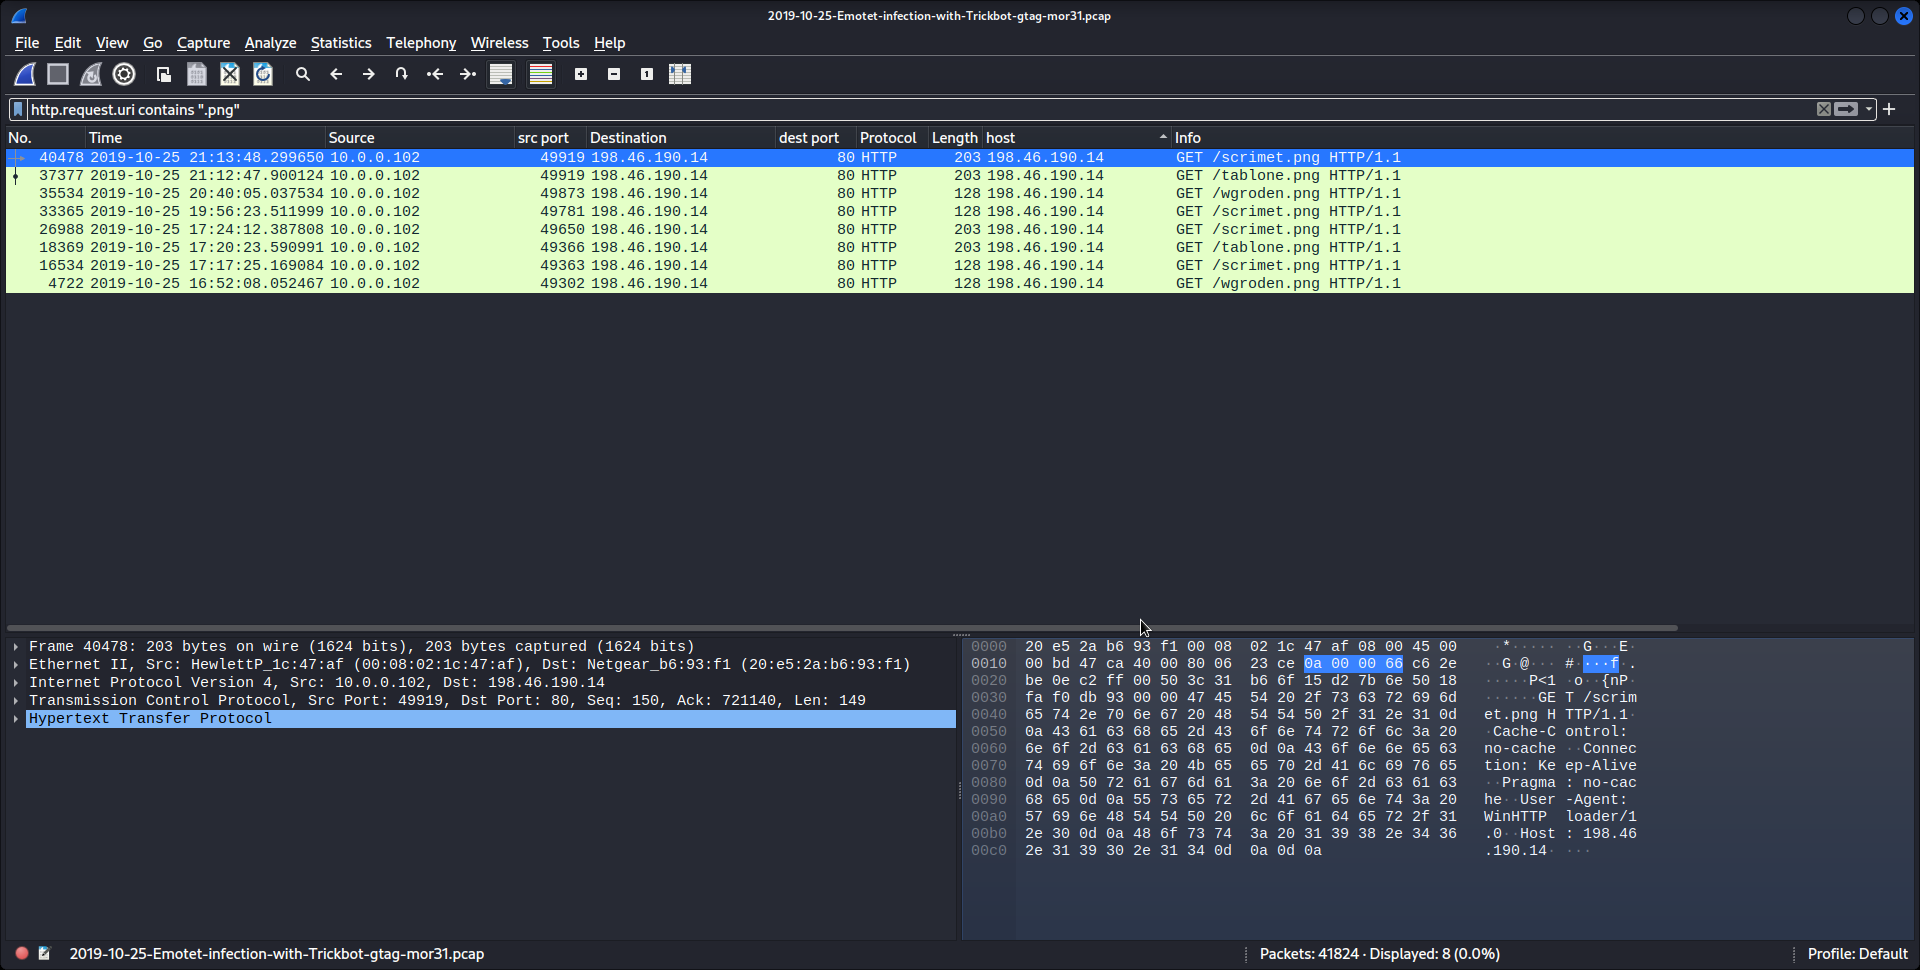 2019-10-25-Emotet-infection-with-Trickbot-gtag-mor31.pcap
File Edit View Go Capture Analyze Statistics Telephony Wireless Tools Help
http.request.uri contains ".png"
No. Time Source src port Destination dest port Protocol Length host Info
40478 2019-10-25 21:13:48.299650 10.0.0.102 49919 198.46.190.14 80 HTTP 203 198.46.190.14 GET /scrimet.png HTTP/1.1
37377 2019-10-25 21:12:47.900124 10.0.0.102 49919 198.46.190.14 80 HTTP 203 198.46.190.14 GET /tablone.png HTTP/1.1
35534 2019-10-25 20:40:05.037534 10.0.0.102 49873 198.46.190.14 80 HTTP 128 198.46.190.14 GET /wgroden.png HTTP/1.1
33365 2019-10-25 19:56:23.511999 10.0.0.102 49781 198.46.190.14 80 HTTP 128 198.46.190.14 GET /scrimet.png HTTP/1.1
26988 2019-10-25 17:24:12.387808 10.0.0.102 49650 198.46.190.14 80 HTTP 203 198.46.190.14 GET /scrimet.png HTTP/1.1
18369 2019-10-25 17:20:23.590991 10.0.0.102 49366 198.46.190.14 80 HTTP 203 198.46.190.14 GET /tablone.png HTTP/1.1
16534 2019-10-25 17:17:25.169084 10.0.0.102 49363 198.46.190.14 80 HTTP 128 198.46.190.14 GET /scrimet.png HTTP/1.1
4722 2019-10-25 16:52:08.052467 10.0.0.102 49302 198.46.190.14 80 HTTP 128 198.46.190.14 GET /wgroden.png HTTP/1.1
Frame 40478: 203 bytes on wire (1624 bits), 203 bytes captured (1624 bits)
Ethernet II, Src: HewlettP_1c:47:af (00:08:02:1c:47:af), Dst: Netgear_b6:93:f1 (20:e5:2a:b6:93:f1)
Internet Protocol Version 4, Src: 10.0.0.102, Dst: 198.46.190.14
Transmission Control Protocol, Src Port: 49919, Dst Port: 80, Seq: 150, Ack: 721140, Len: 149
Hypertext Transfer Protocol
0000 20 e5 2a b6 93 f1 00 08 02 1c 47 af 08 00 45 00 ·*····· ··G···E·
0010 00 bd 47 ca 40 00 80 06 23 ce 0a 00 00 66 c6 2e ··G·@··· #····f·.
0020 be 0e c2 ff 00 50 3c 31 b6 6f 15 d2 7b 6e 50 18 ·····P<1 ·o··{nP·
0030 fa f0 db 93 00 00 47 45 54 20 2f 73 63 72 69 6d ······GE T /scrim
0040 65 74 2e 70 6e 67 20 48 54 54 50 2f 31 2e 31 0d et.png H TTP/1.1·
0050 0a 43 61 63 68 65 2d 43 6f 6e 74 72 6f 6c 3a 20 ·Cache-C ontrol:
0060 6e 6f 2d 63 61 63 68 65 0d 0a 43 6f 6e 6e 65 63 no-cache ··Connec
0070 74 69 6f 6e 3a 20 4b 65 65 70 2d 41 6c 69 76 65 tion: Ke ep-Alive
0080 0d 0a 50 72 61 67 6d 61 3a 20 6e 6f 2d 63 61 63 ··Pragma : no-cac
0090 68 65 0d 0a 55 73 65 72 2d 41 67 65 6e 74 3a 20 he··User -Agent:
00a0 57 69 6e 48 54 54 50 20 6c 6f 61 64 65 72 2f 31 WinHTTP loader/1
00b0 2e 30 0d 0a 48 6f 73 74 3a 20 31 39 38 2e 34 36 .0··Host : 198.46
00c0 2e 31 39 30 2e 31 34 0d 0a 0d 0a .190.14· ···
2019-10-25-Emotet-infection-with-Trickbot-gtag-mor31.pcap
Packets: 41824 · Displayed: 8 (0.0%)
Profile: Default